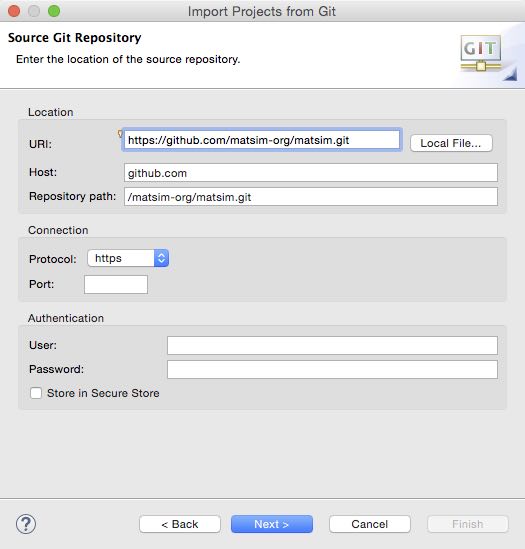 Import Projects from Git
Source Git Repository
Enter the location of the source repository.
GIT
Location
URI: https://github.com/matsim-org/matsim.git Local File...
Host: github.com
Repository path: /matsim-org/matsim.git
Connection
Protocol: https
Port:
Authentication
User:
Password:
Store in Secure Store
? < Back Next > Cancel Finish